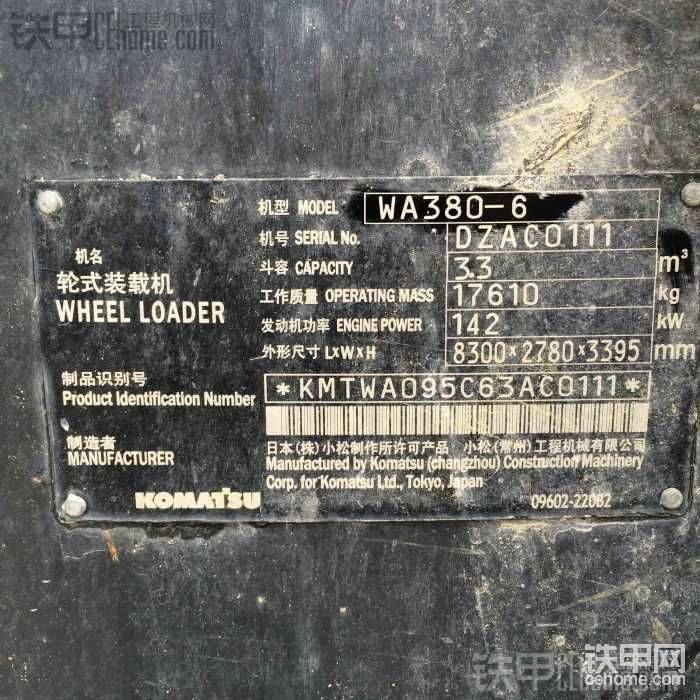 铁甲 工程机械网
cehome.com
机型 MODEL WA380-6
机号 SERIAL No. DZAC0111
斗容 CAPACITY 3.3 m³
工作质量 OPERATING MASS 17610 kg
发动机功率 ENGINE POWER 142 kW
外形尺寸 L×W×H 8300×2780×3395 mm
机名
轮式装载机
WHEEL LOADER
制品识别号
Product Identification Number
*KMTWA095C63AC0111*
制造者
MANUFACTURER
日本(株)小松制作所许可产品 小松(常州)工程机械有限公司
Manufactured by Komatsu (changzhou) Construction Machinery
Corp. for Komatsu Ltd., Tokyo, Japan
KOMATSU
09602-220B2
铁甲网
cehome.com